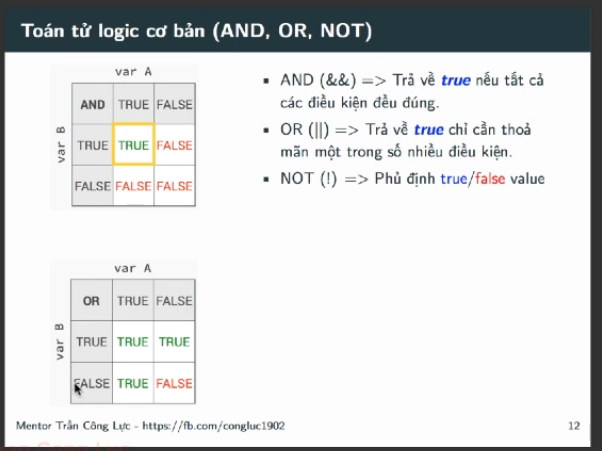 Toán tử logic cơ bản (AND, OR, NOT)
var A
AND TRUE FALSE
var B
TRUE TRUE FALSE
FALSE FALSE FALSE
▪ AND (&&) => Trả về true nếu tất cả
các điều kiện đều đúng.
▪ OR (||) => Trả về true chỉ cần thoả
mãn một trong số nhiều điều kiện.
▪ NOT (!) => Phủ định true/false value
var A
OR TRUE FALSE
var B
TRUE TRUE TRUE
FALSE TRUE FALSE
Mentor Trần Công Lực - https://fb.com/congluc1902
12